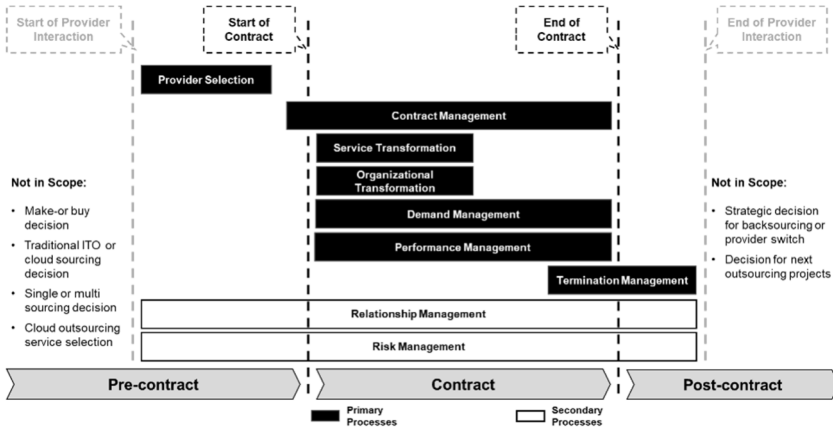 Start of Provider
Interaction
Start of
Contract
End of
Contract
End of Provider
Interaction
Provider Selection
Contract Management
Service Transformation
Organizational
Transformation
Demand Management
Performance Management
Termination Management
Relationship Management
Risk Management
Not in Scope:
• Make-or buy
decision
• Traditional ITO or
cloud sourcing
decision
• Single or multi
sourcing decision
• Cloud outsourcing
service selection
Not in Scope:
• Strategic decision
for backsourcing or
provider switch
• Decision for next
outsourcing projects
Pre-contract
Contract
Post-contract
Primary
Processes
Secondary
Processes